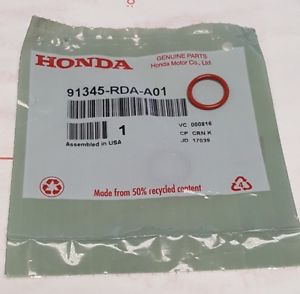 HONDA
GENUINE PARTS
Honda Motor Co., Ltd.
91345-RDA-A01
1
VC 000816
CP CRN K
JD 17039
Assembled in USA
Made from 50% recycled content
4